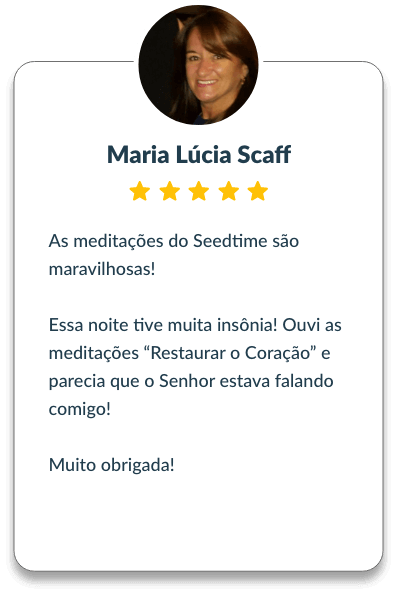 Maria Lúcia Scaff
As meditações do Seedtime são
maravilhosas!
Essa noite tive muita insônia! Ouvi as
meditações “Restaurar o Coração” e
parecia que o Senhor estava falando
comigo!
Muito obrigada!